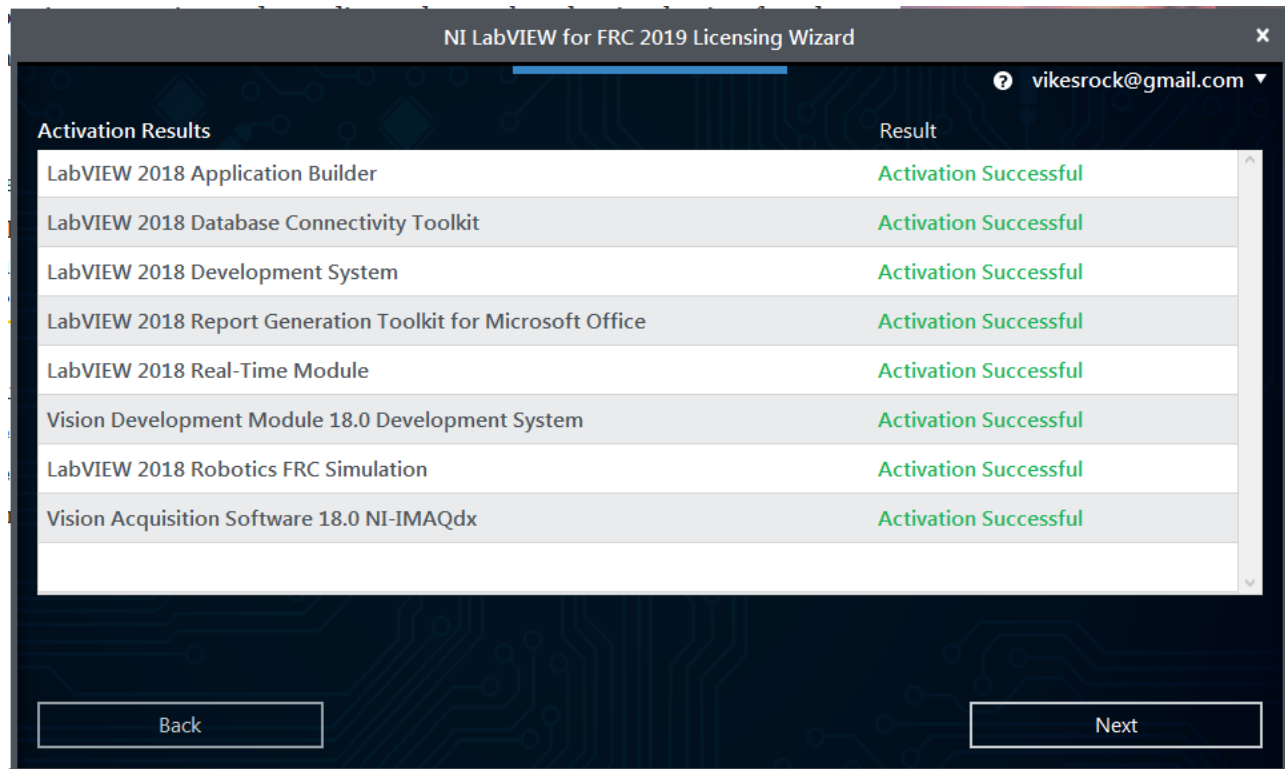 NI LabVIEW for FRC 2019 Licensing Wizard
vikesrock@gmail.com
Activation Results Result
LabVIEW 2018 Application Builder Activation Successful
LabVIEW 2018 Database Connectivity Toolkit Activation Successful
LabVIEW 2018 Development System Activation Successful
LabVIEW 2018 Report Generation Toolkit for Microsoft Office Activation Successful
LabVIEW 2018 Real-Time Module Activation Successful
Vision Development Module 18.0 Development System Activation Successful
LabVIEW 2018 Robotics FRC Simulation Activation Successful
Vision Acquisition Software 18.0 NI-IMAQdx Activation Successful
Back Next